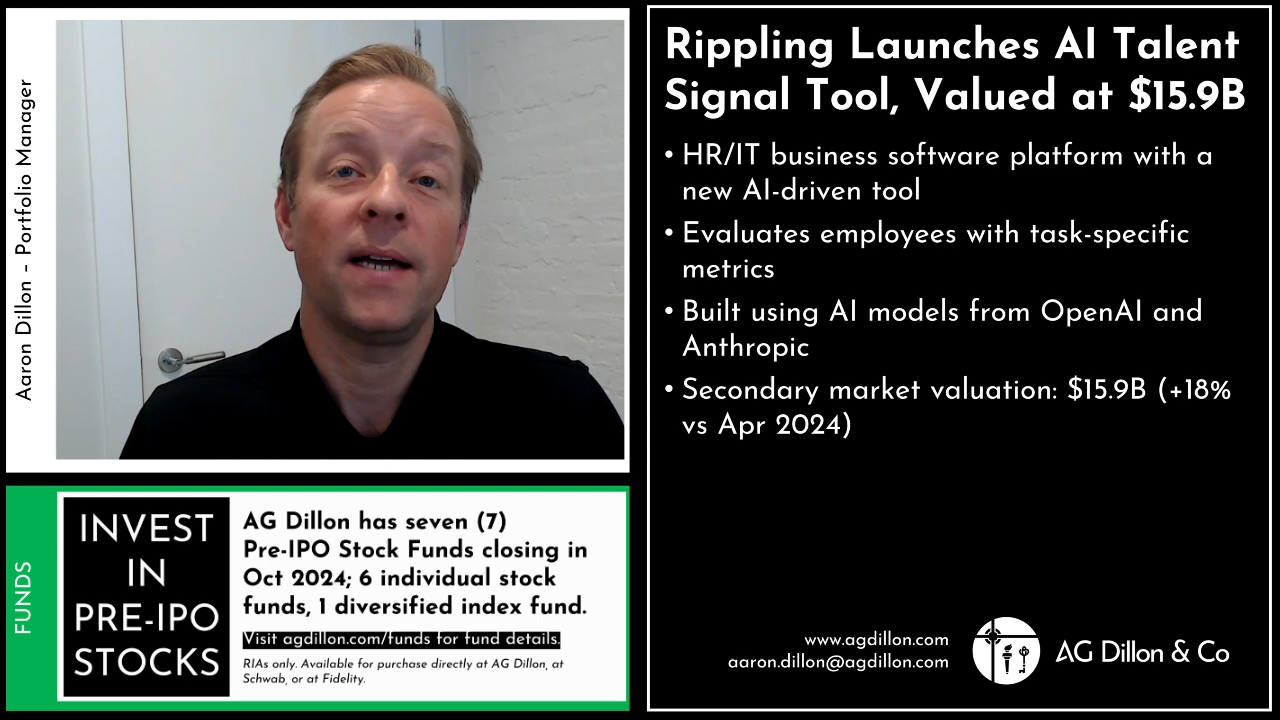 Aaron Dillon - Portfolio Manager
Rippling Launches AI Talent
Signal Tool, Valued at $15.9B
• HR/IT business software platform with a
new AI-driven tool
• Evaluates employees with task-specific
metrics
• Built using AI models from OpenAI and
Anthropic
• Secondary market valuation: $15.9B (+18%
vs Apr 2024)
FUNDS
INVEST
IN
PRE-IPO
STOCKS
AG Dillon has seven (7)
Pre-IPO Stock Funds closing in
Oct 2024; 6 individual stock
funds, 1 diversified index fund.
Visit agdillon.com/funds for fund details.
RIAs only. Available for purchase directly at AG Dillon, at
Schwab, or at Fidelity.
www.agdillon.com
aaron.dillon@agdillon.com
AG Dillon & Co